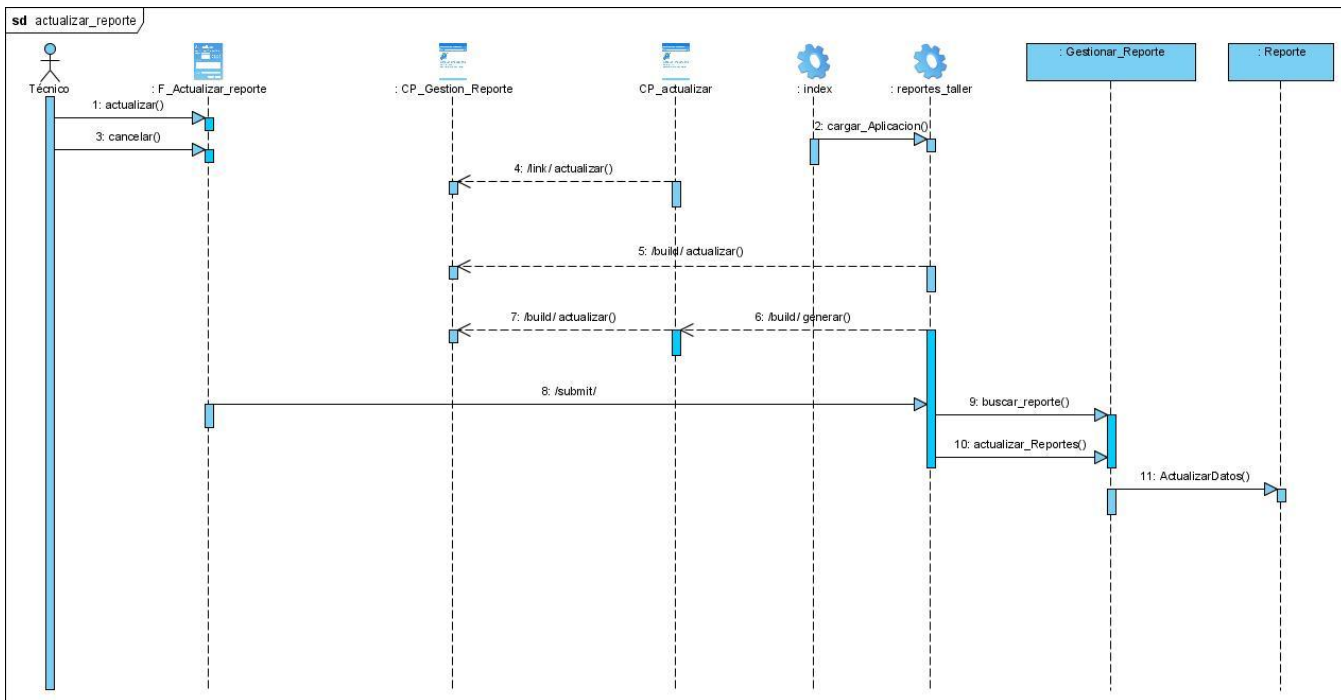 sd actualizar_reporte
: Gestionar_Reporte
: Reporte
Técnico
: F_Actualizar_reporte
: CP_Gestion_Reporte
CP_actualizar
: index
: reportes_taller
1: actualizar()
2: cargar_Aplicacion()
3: cancelar()
4: /link/ actualizar()
5: /build/ actualizar()
7: /build/ actualizar()
6: /build/ generar()
8: /submit/
9: buscar_reporte()
10: actualizar_Reportes()
11: ActualizarDatos()